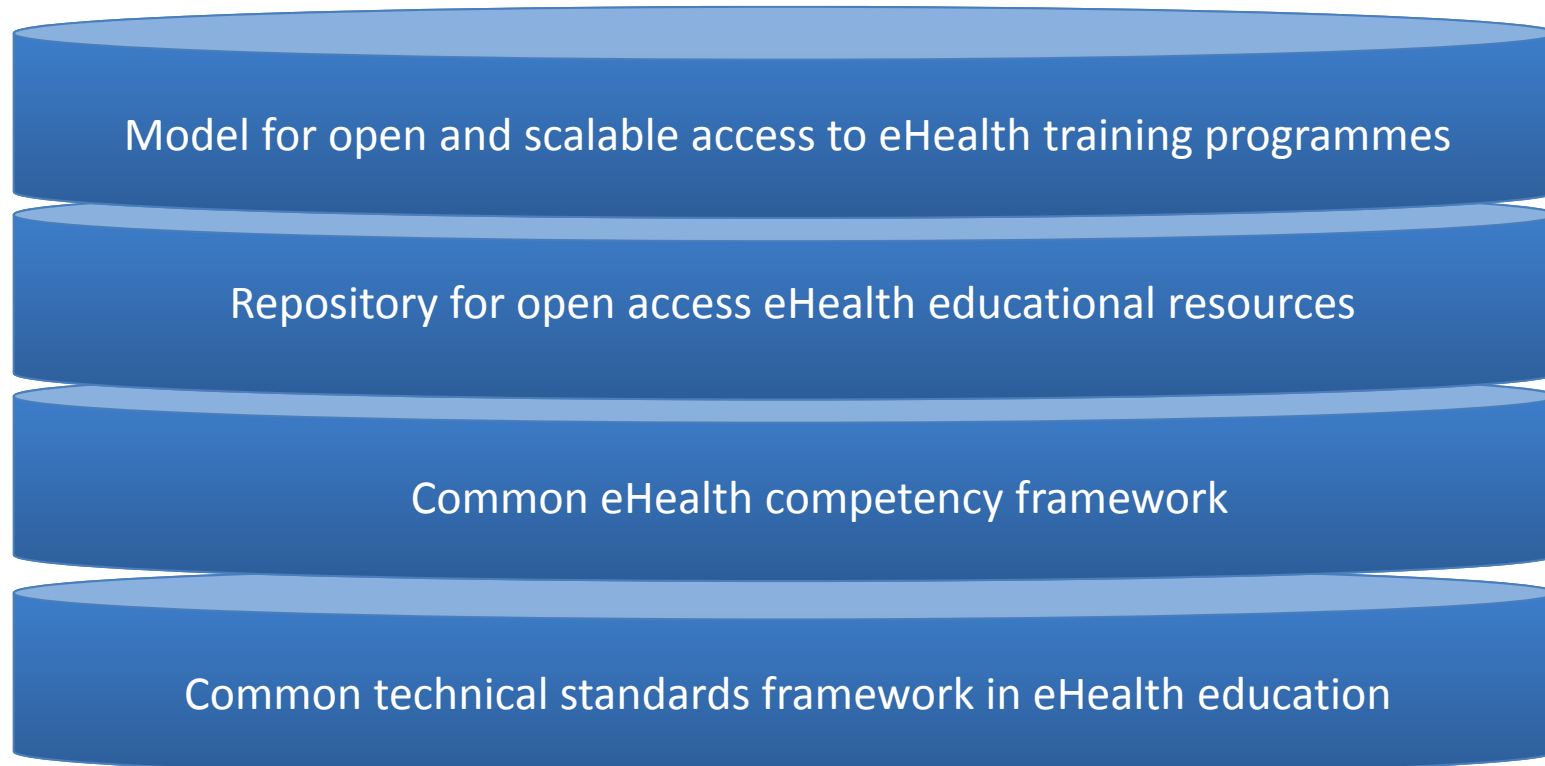 Model for open and scalable access to eHealth training programmes
Repository for open access eHealth educational resources
Common eHealth competency framework
Common technical standards framework in eHealth education